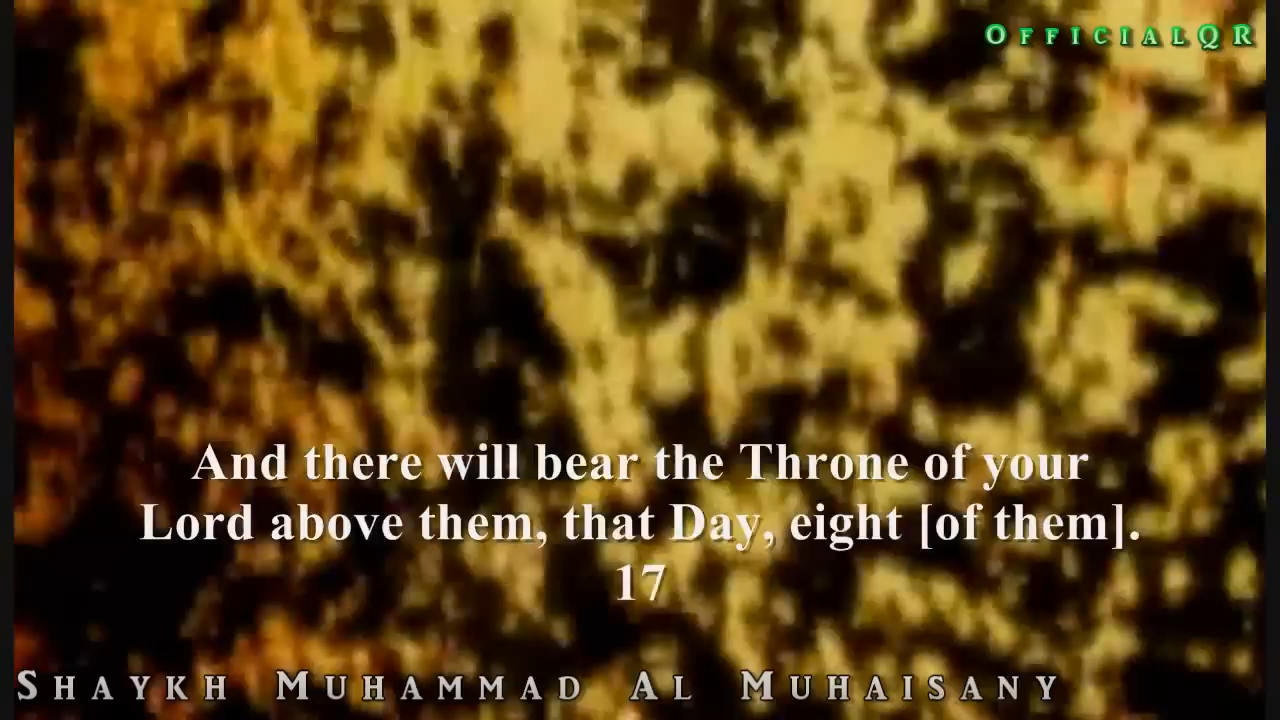 OfficialQR
And there will bear the Throne of your
Lord above them, that Day, eight [of them].
17
Shaykh Muhammad Al Muhaisany